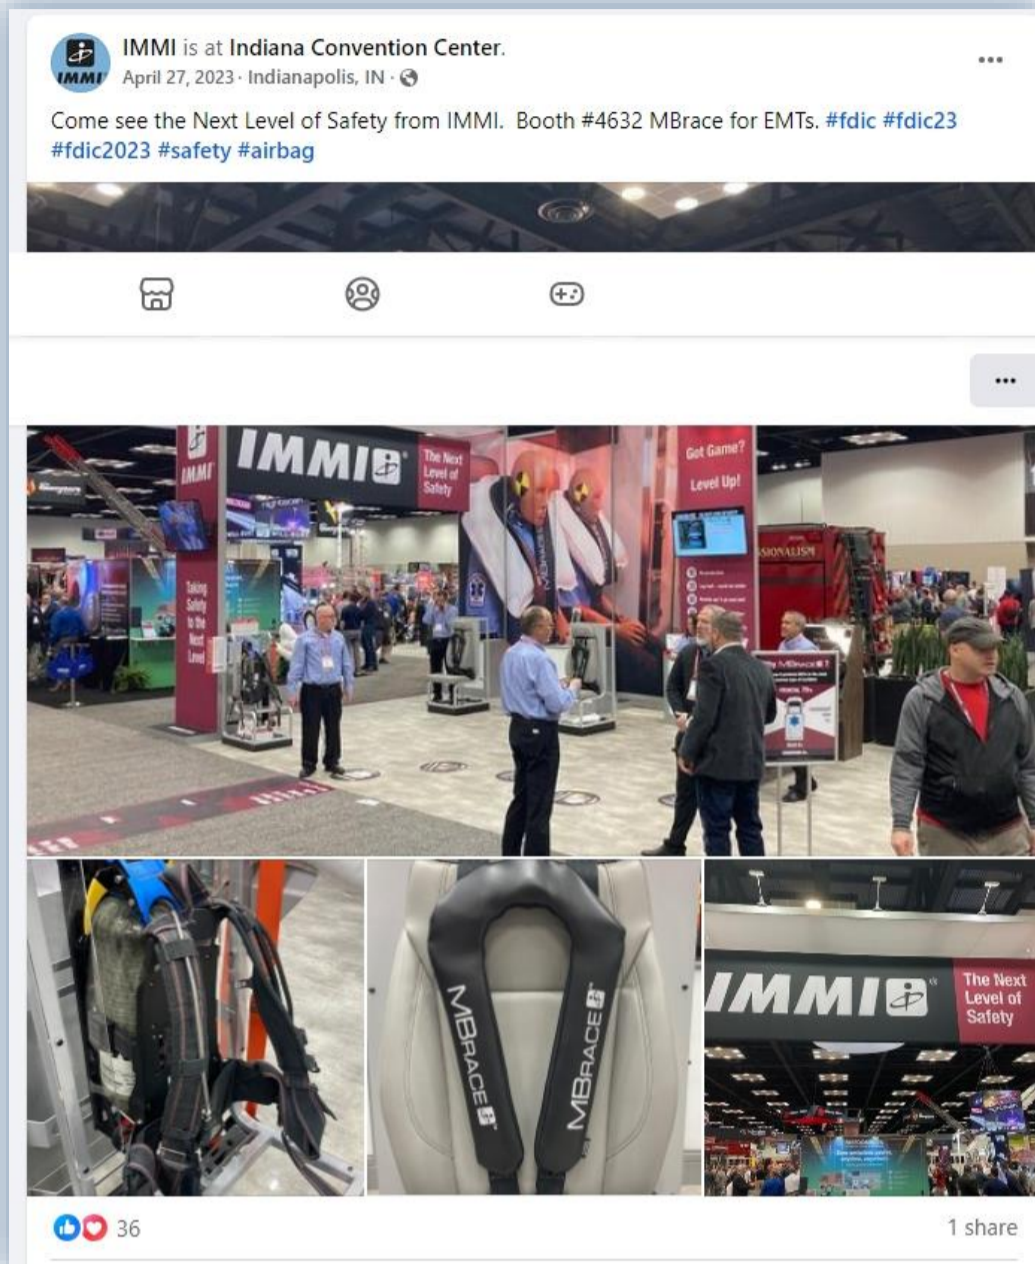 IMMI is at Indiana Convention Center.
IMMI
April 27, 2023 · Indianapolis, IN ·
Come see the Next Level of Safety from IMMI. Booth #4632 MBrace for EMTs. #fdic #fdic23
#fdic2023 #safety #airbag
IMMI
IMMI
The Next
Level of
Safety
Got Game?
Level Up!
Taking
Safety
to the
Next
Level
MBRACE
SIONALISM
MBRACE
MBRACE
IMMI
The Next
Level of
Safety
36
1 share